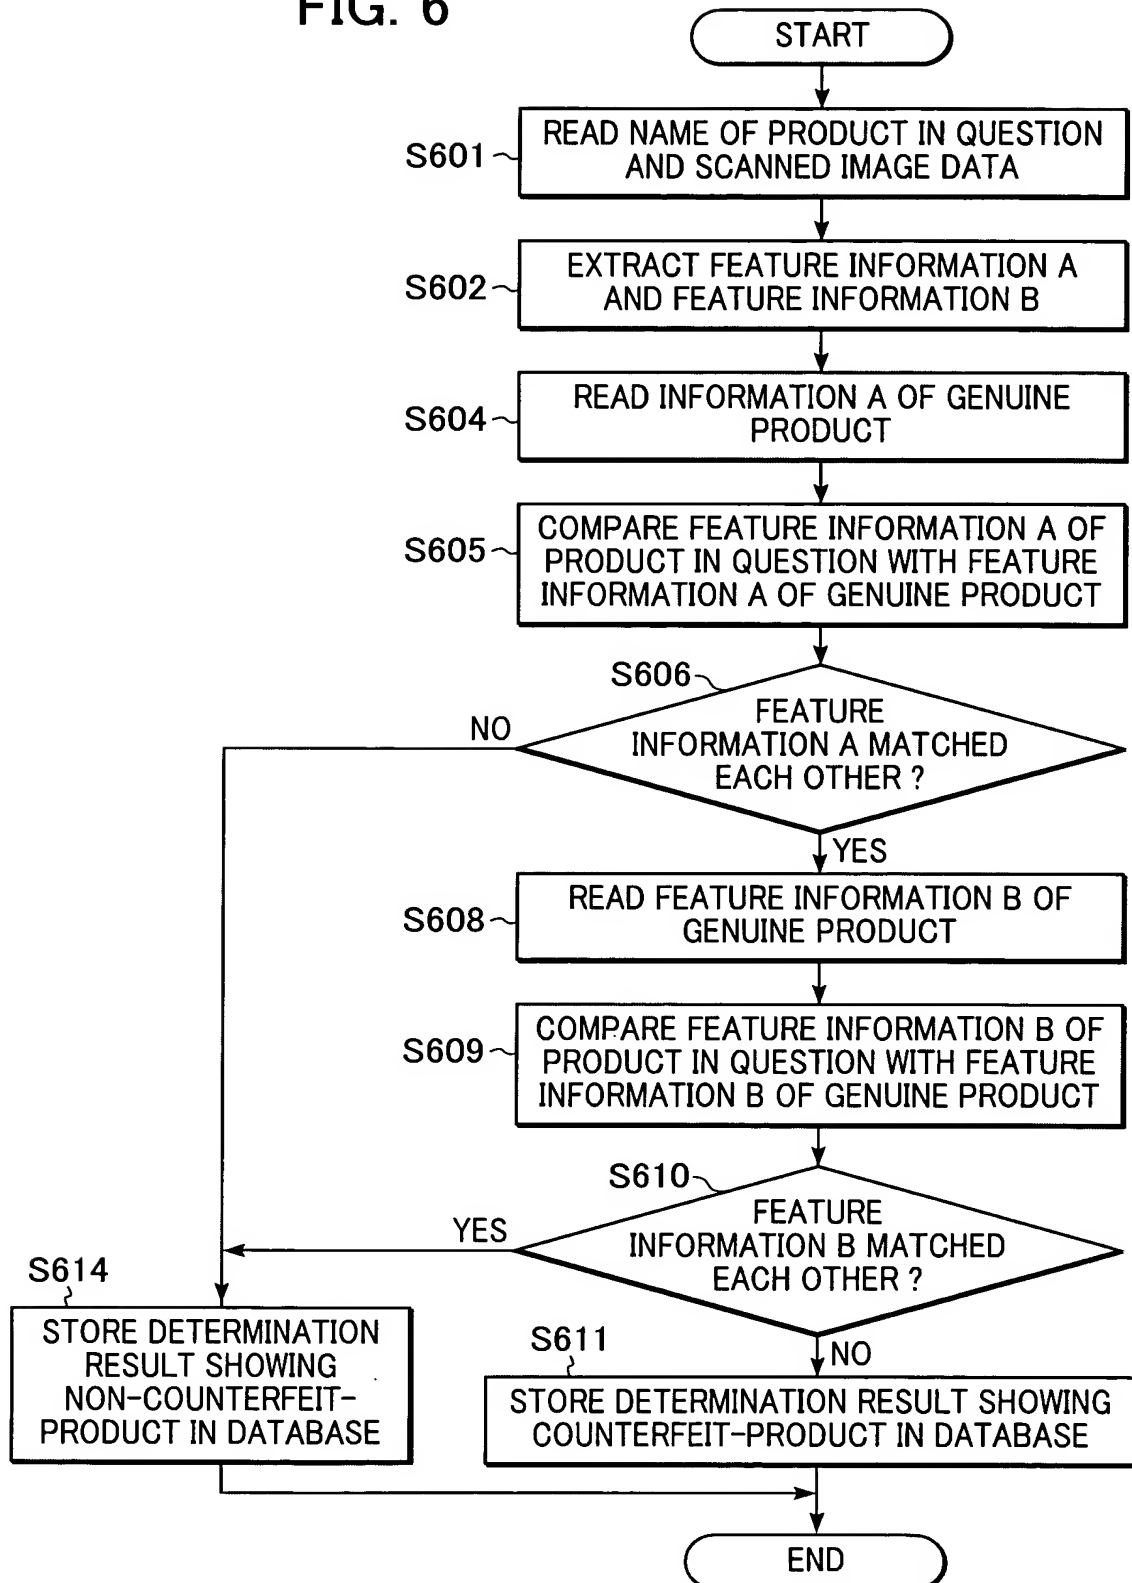 FIG. 6
START
S601
READ NAME OF PRODUCT IN QUESTION
AND SCANNED IMAGE DATA
S602
EXTRACT FEATURE INFORMATION A
AND FEATURE INFORMATION B
S604
READ INFORMATION A OF GENUINE
PRODUCT
S605
COMPARE FEATURE INFORMATION A OF
PRODUCT IN QUESTION WITH FEATURE
INFORMATION A OF GENUINE PRODUCT
S606
FEATURE
INFORMATION A MATCHED
EACH OTHER ?
NO
YES
S608
READ FEATURE INFORMATION B OF
GENUINE PRODUCT
S609
COMPARE FEATURE INFORMATION B OF
PRODUCT IN QUESTION WITH FEATURE
INFORMATION B OF GENUINE PRODUCT
S610
FEATURE
INFORMATION B MATCHED
EACH OTHER ?
YES
NO
S614
STORE DETERMINATION
RESULT SHOWING
NON-COUNTERFEIT-
PRODUCT IN DATABASE
S611
STORE DETERMINATION RESULT SHOWING
COUNTERFEIT-PRODUCT IN DATABASE
END